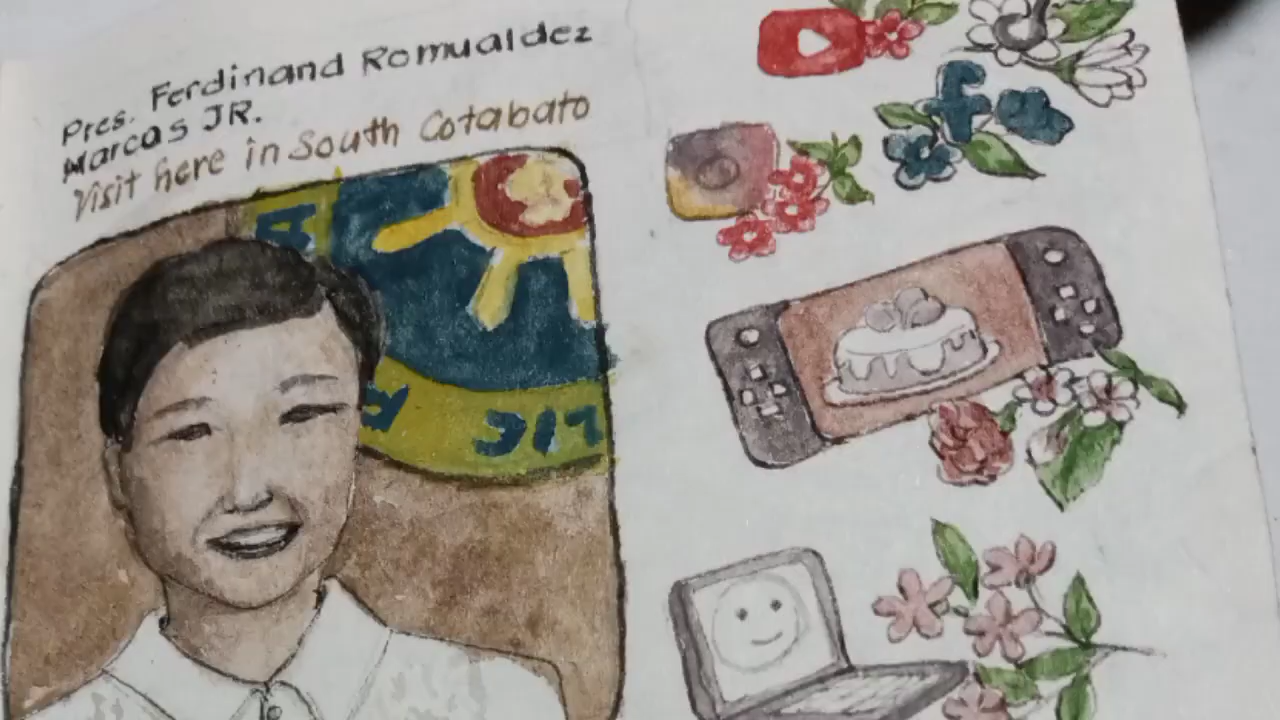 Pres. Ferdinand Romualdez
Marcos JR.
Visit here in South Cotabato
f